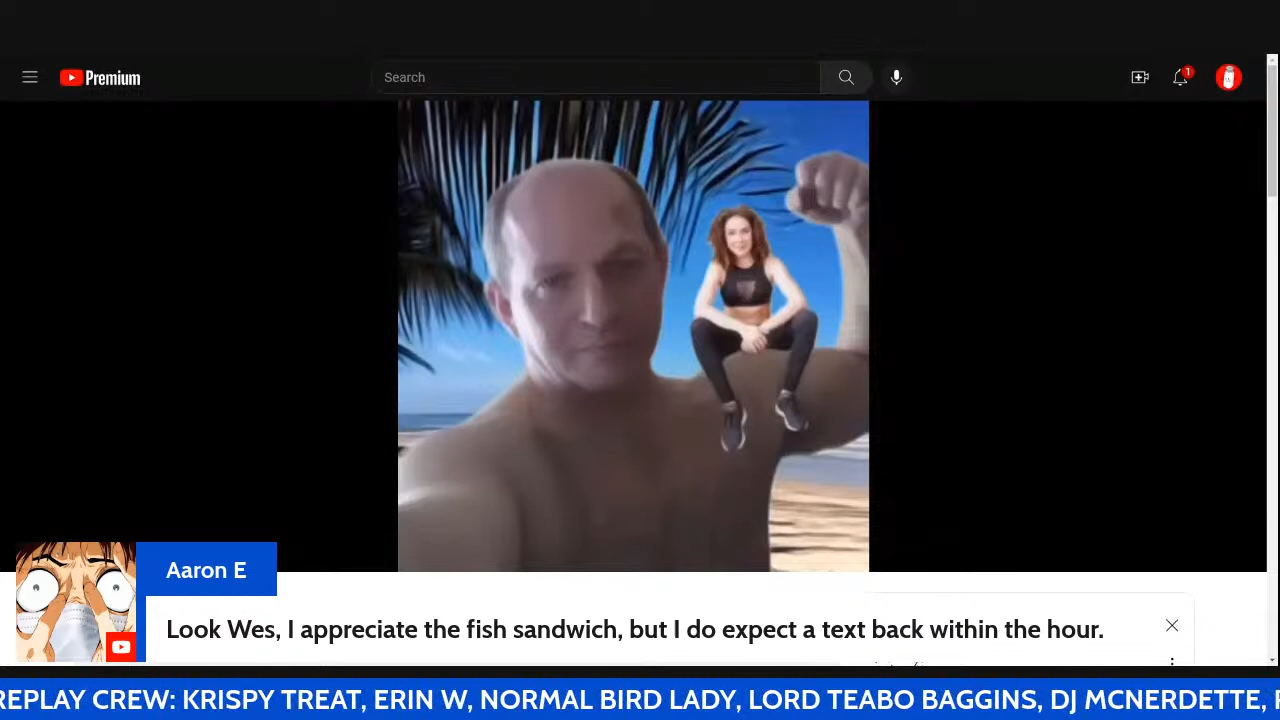 Premium
Search
1
Aaron E
Look Wes, I appreciate the fish sandwich, but I do expect a text back within the hour.
REPLAY CREW: KRISPY TREAT, ERIN W, NORMAL BIRD LADY, LORD TEABO BAGGINS, DJ MCNERDETTE,